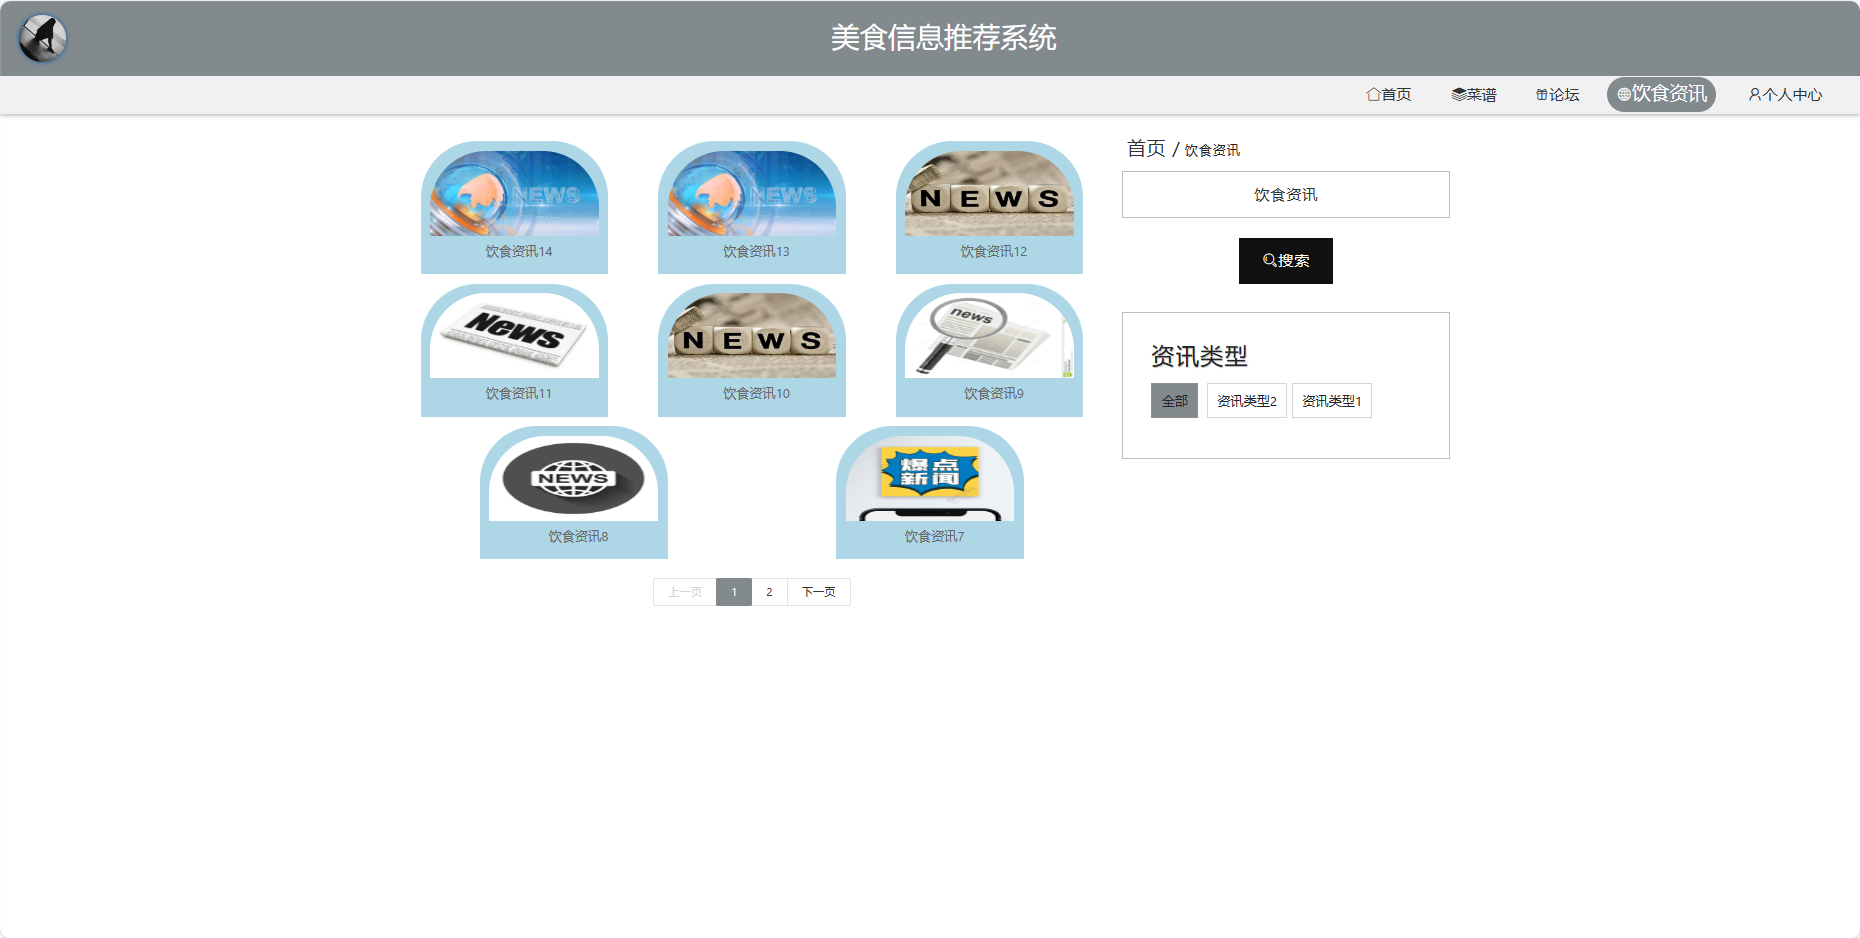 美食信息推荐系统
首页
菜谱
论坛
饮食资讯
个人中心
NEWS
饮食资讯14
NEWS
饮食资讯13
NEWS
饮食资讯12
News
饮食资讯11
NEWS
饮食资讯10
news
饮食资讯9
NEWS
饮食资讯8
爆点
新闻
饮食资讯7
上一页 1 2 下一页
首页 / 饮食资讯
饮食资讯
搜索
资讯类型
全部 资讯类型2 资讯类型1